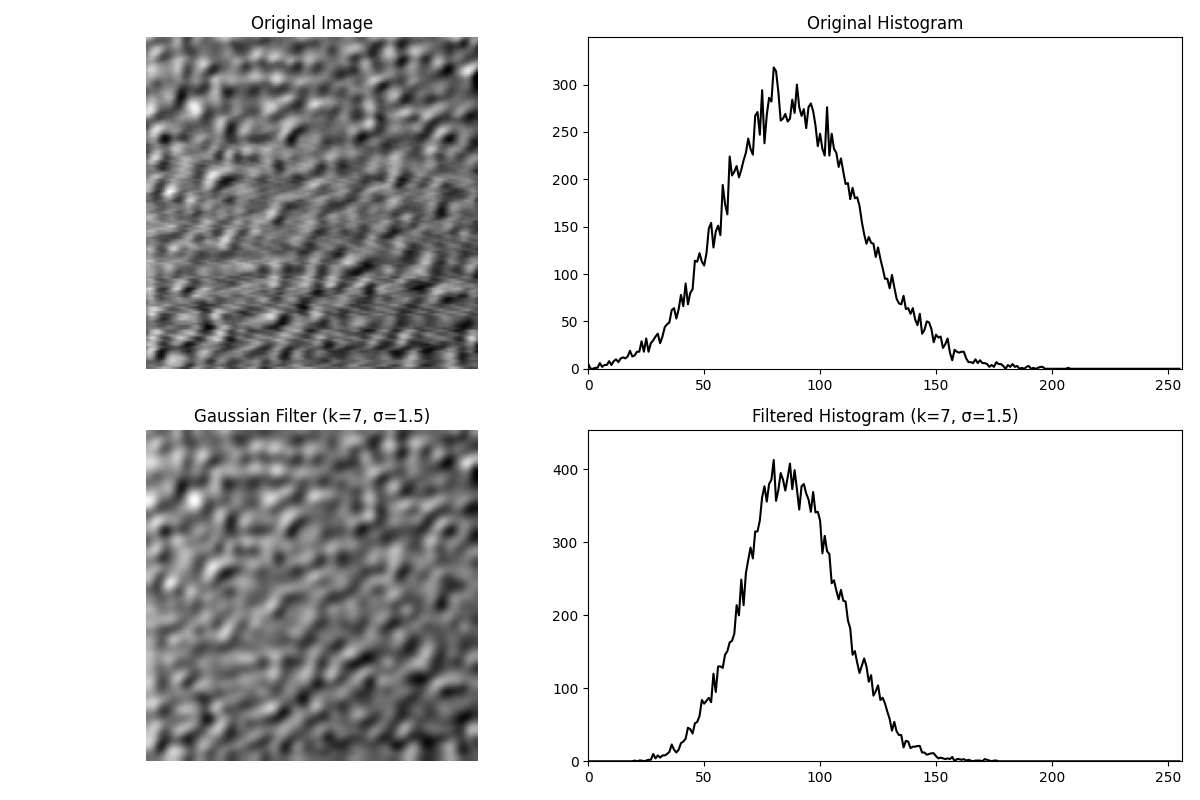 Original Image
Original Histogram
300
250
200
150
100
50
0
0 50 100 150 200 250
Gaussian Filter (k=7, σ=1.5)
Filtered Histogram (k=7, σ=1.5)
400
300
200
100
0
0 50 100 150 200 250